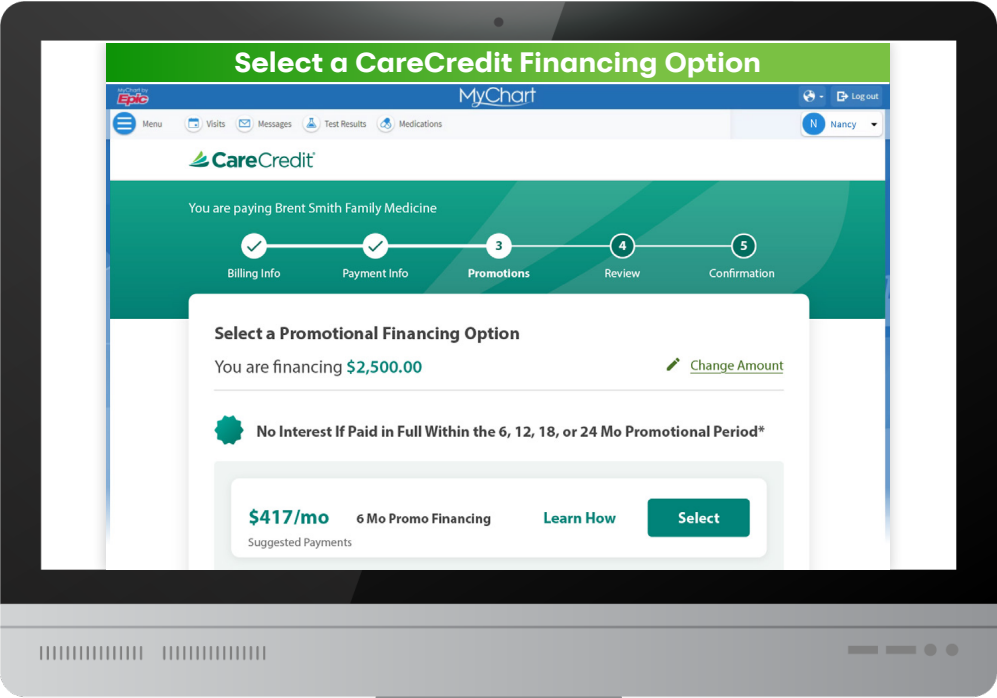 Select a CareCredit Financing Option
MyChart by
Epic
MyChart
Log out
Menu
Visits
Messages
Test Results
Medications
N
Nancy
CareCredit
You are paying Brent Smith Family Medicine
3
4
5
Billing Info
Payment Info
Promotions
Review
Confirmation
Select a Promotional Financing Option
You are financing $2,500.00
Change Amount
No Interest If Paid in Full Within the 6, 12, 18, or 24 Mo Promotional Period*
$417/mo
6 Mo Promo Financing
Learn How
Select
Suggested Payments